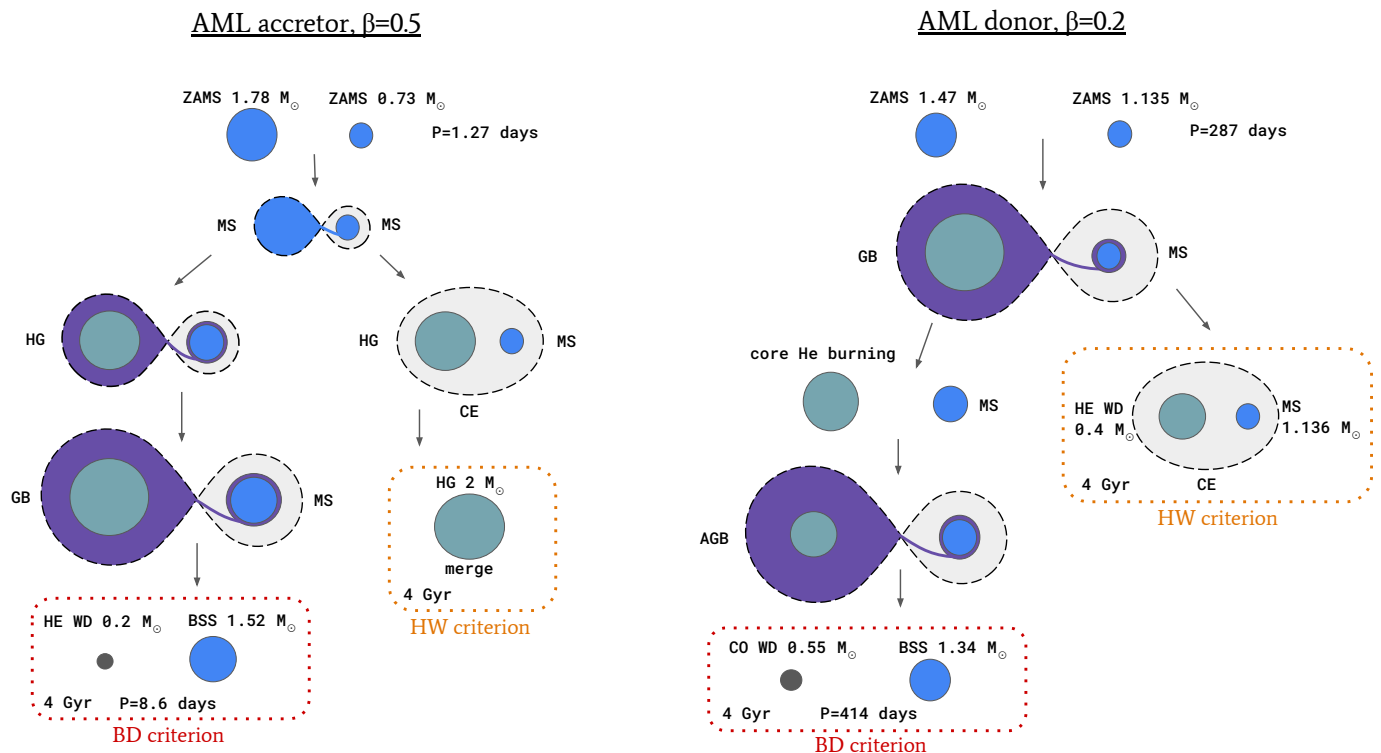 AML accretor, β=0.5
ZAMS 1.78 M☉
ZAMS 0.73 M☉
P=1.27 days
MS
MS
HG
HG
MS
CE
GB
MS
HG 2 M☉
merge
4 Gyr
HW criterion
HE WD 0.2 M☉
BSS 1.52 M☉
4 Gyr
P=8.6 days
BD criterion
AML donor, β=0.2
ZAMS 1.47 M☉
ZAMS 1.135 M☉
P=287 days
GB
MS
core He burning
MS
HE WD
0.4 M☉
MS
1.136 M☉
4 Gyr
CE
HW criterion
AGB
CO WD 0.55 M☉
BSS 1.34 M☉
4 Gyr
P=414 days
BD criterion